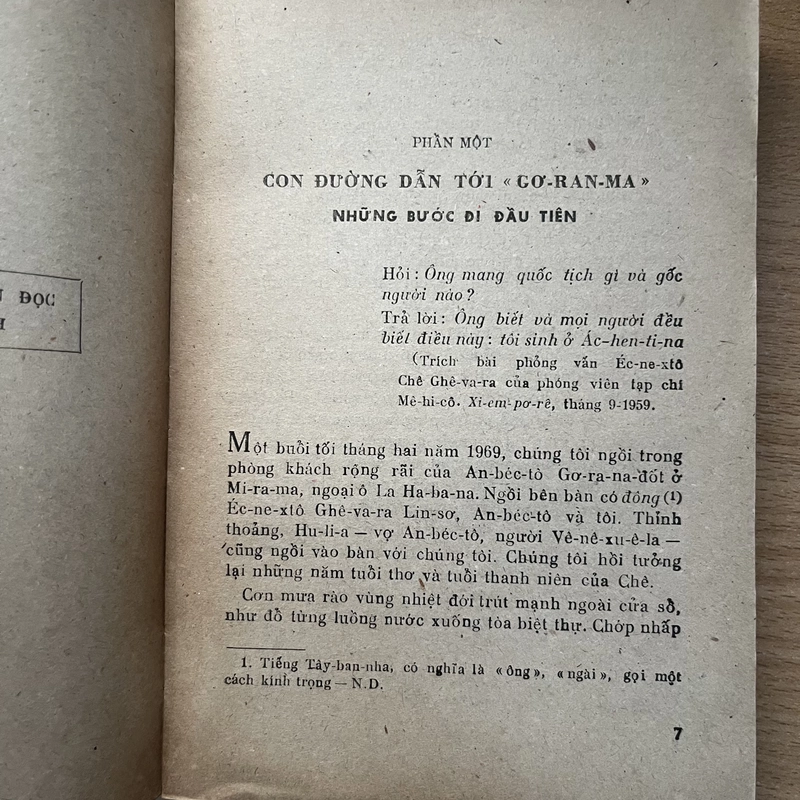 ĐỌC
PHẦN MỘT
CON ĐƯỜNG DẪN TỚI «GƠ-RAN-MA»
NHỮNG BƯỚC ĐI ĐẦU TIÊN
Hỏi : Ông mang quốc tịch gì và gốc
người nào ?
Trả lời : Ông biết và mọi người đều
biết điều này : tôi sinh ở Ác-hen-ti-na
(Trích bài phỏng vấn Éc-ne-xtô
Chê Ghê-va-ra của phóng viên tạp chí
Mê-hi-cô. Xi-em-pơ-rê, tháng 9-1959.
Một buổi tối tháng hai năm 1969, chúng tôi ngồi trong
phòng khách rộng rãi của An-béc-tò Gơ-ra-na-đốt ở
Mi-ra-ma, ngoại ô La Ha-ba-na. Ngồi bên bàn có đông (1)
Éc-ne-xtô Ghê-va-ra Lin-sơ, An-béc-tô và tôi. Thỉnh
thoảng, Hu-li-a — vợ An-béc-tò, người Vê-nê-xu-ê-la —
cũng ngồi vào bàn với chúng tôi. Chúng tôi hồi tưởng
lại những năm tuổi thơ và tuổi thanh niên của Chê.
Cơn mưa rào vùng nhiệt đới trút mạnh ngoài cửa sổ,
như đổ từng luồng nước xuống tòa biệt thự. Chớp nhấp
1. Tiếng Tây-ban-nha, có nghĩa là «ông», «ngài», gọi một
cách kính trọng — N.D.
7